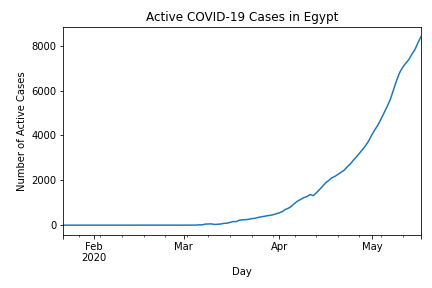 Active COVID-19 Cases in Egypt
Number of Active Cases
8000
6000
4000
2000
0
Feb
2020
Mar
Apr
May
Day